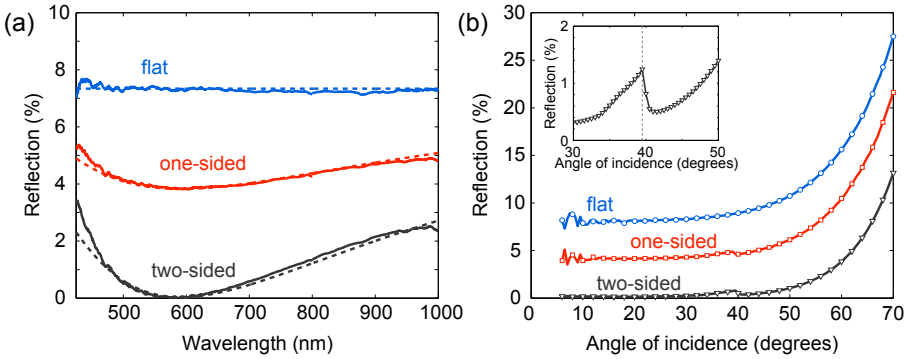 (a)
10
8
6
4
2
0
Reflection (%)
flat
one-sided
two-sided
500 600 700 800 900 1000
Wavelength (nm)
(b)
30
25
20
15
10
5
0
Reflection (%)
2
1
0
Reflection (%)
30 40 50
Angle of incidence (degrees)
flat
one-sided
two-sided
0 10 20 30 40 50 60 70
Angle of incidence (degrees)